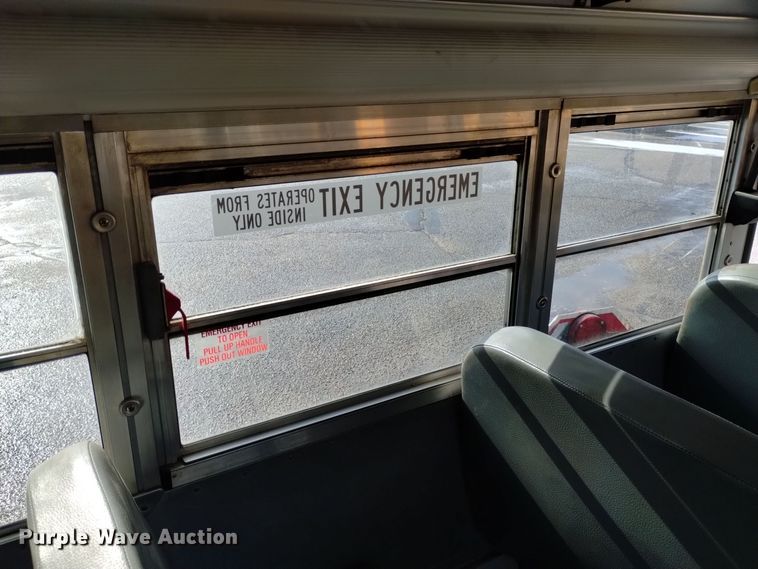 EMERGENCY EXIT OPERATES FROM
INSIDE ONLY
EMERGENCY EXIT
TO OPEN
PULL UP HANDLE
PUSH OUT WINDOW
Purple Wave Auction